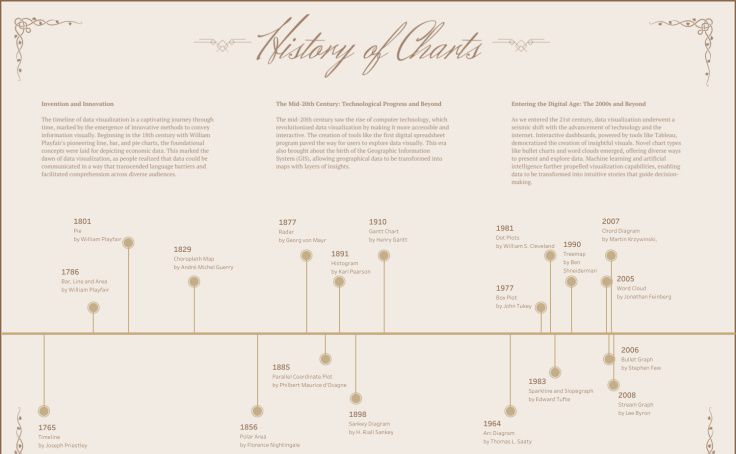 History of Charts
Invention and Innovation
The timeline of data visualization is a captivating journey through
time, marked by the emergence of innovative methods to convey
information visually. Beginning in the 18th century with William
Playfair's pioneering line, bar, and pie charts, the foundational
concepts were laid for depicting economic data. This marked the
dawn of data visualization, as people realized that data could be
communicated in a way that transcended language barriers and
facilitated comprehension across diverse audiences.
The Mid-20th Century: Technological Progress and Beyond
The mid-20th century saw the rise of computer technology, which
revolutionized data visualization by making it more accessible and
interactive. The creation of tools like the first digital spreadsheet
program paved the way for users to explore data visually. This era
also brought about the birth of the Geographic Information
System (GIS), allowing geographical data to be transformed into
maps with layers of insights.
Entering the Digital Age: The 2000s and Beyond
As we entered the 21st century, data visualization underwent a
seismic shift with the advancement of technology and the
internet. Interactive dashboards, powered by tools like Tableau,
democratized the creation of insightful visuals. Novel chart types
like bullet charts and word clouds emerged, offering diverse ways
to present and explore data. Machine learning and artificial
intelligence further propelled visualization capabilities, enabling
data to be transformed into intuitive stories that guide decision-
making.
1801
Pie
by William Playfair
1786
Bar, Line and Area
by William Playfair
1829
Choropleth Map
by André-Michel Guerry
1877
Radar
by Georg von Mayr
1891
Histogram
by Karl Pearson
1910
Gantt Chart
by Henry Gantt
1981
Dot Plots
by William S. Cleveland
1977
Box Plot
by John Tukey
1990
Treemap
by Ben
Shneiderman
2007
Chord Diagram
by Martin Krzywinski,
2005
Word Cloud
by Jonathan Feinberg
1765
Timeline
by Joseph Priestley
1856
Polar Area
by Florence Nightingale
1885
Parallel Coordinate Plot
by Philbert Maurice d'Ocagne
1898
Sankey Diagram
by H. Riall Sankey
1964
Arc Diagram
by Thomas L. Saaty
1983
Sparkline and Slopegraph
by Edward Tufte
2006
Bullet Graph
by Stephen Few
2008
Stream Graph
by Lee Byron